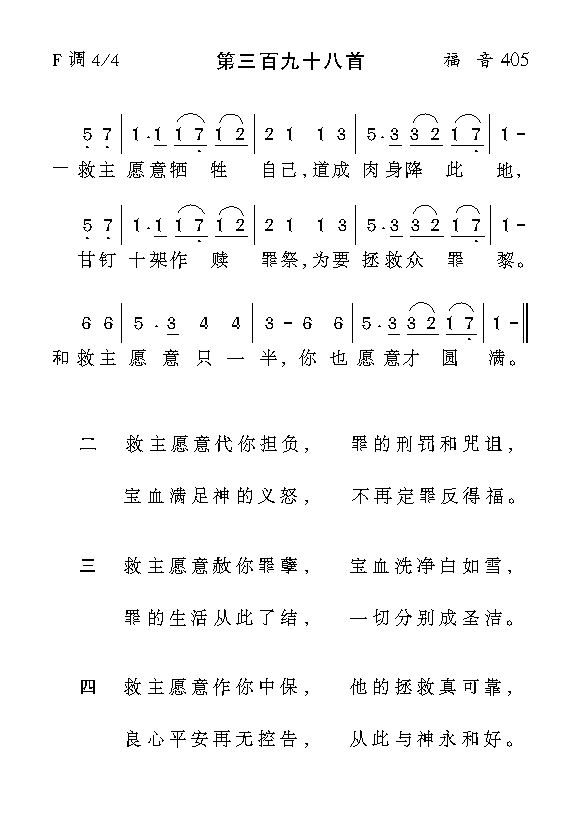 F 调 4/4 第三百九十八首 福 音 405
5 7 | 1 · 1 1 7 1 2 | 2 1 1 3 | 5 · 3 3 2 1 7 | 1 -
一 救主 愿意牺 牲 自己,道成 肉身降 此 地,
5 7 | 1 · 1 1 7 1 2 | 2 1 1 3 | 5 · 3 3 2 1 7 | 1 -
甘钉 十架作 赎 罪祭,为要 拯救众 罪 黎。
6 6 | 5 · 3 4 4 | 3 - 6 6 | 5 · 3 3 2 1 7 | 1 - ‖
和 救主 愿 意 只 一 半, 你 也 愿意才 圆 满。
二 救主愿意代你担负, 罪的刑罚和咒诅,
宝血满足神的义怒, 不再定罪反得福。
三 救主愿意赦你罪孽, 宝血洗净白如雪,
罪的生活从此了结, 一切分别成圣洁。
四 救主愿意作你中保, 他的拯救真可靠,
良心平安再无控告, 从此与神永和好。